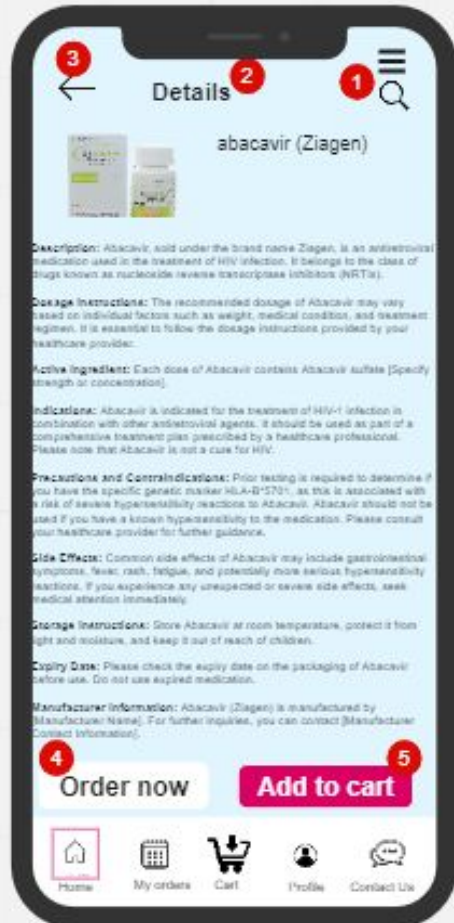 3
2
1
Details
abacavir (Ziagen)
Description: Abacavir, sold under the brand name Ziagen, is an antiretroviral
medication used in the treatment of HIV infection. It belongs to the class of
drugs known as nucleoside reverse transcriptase inhibitors (NRTIs).
Dosage Instructions: The recommended dosage of Abacavir may vary
based on individual factors such as weight, medical condition, and treatment
regimen. It is essential to follow the dosage instructions provided by your
healthcare provider.
Active Ingredient: Each dose of Abacavir contains Abacavir sulfate [Specify
strength or concentration].
Indications: Abacavir is indicated for the treatment of HIV-1 infection in
combination with other antiretroviral agents. It should be used as part of a
comprehensive treatment plan prescribed by a healthcare professional.
Please note that Abacavir is not a cure for HIV.
Precautions and Contraindications: Prior testing is required to determine if
you have the specific genetic marker HLA-B*5701, as this is associated with
a risk of severe hypersensitivity reactions to Abacavir. Abacavir should not be
used if you have a known hypersensitivity to the medication. Please consult
your healthcare provider for further guidance.
Side Effects: Common side effects of Abacavir may include gastrointestinal
symptoms, fever, rash, fatigue, and potentially more serious hypersensitivity
reactions. If you experience any unexpected or severe side effects, seek
medical attention immediately.
Storage Instructions: Store Abacavir at room temperature, protect it from
light and moisture, and keep it out of reach of children.
Expiry Date: Please check the expiry date on the packaging of Abacavir
before use. Do not use expired medication.
Manufacturer Information: Abacavir (Ziagen) is manufactured by
[Manufacturer Name]. For further inquiries, you can contact [Manufacturer
Contact Information].
4
5
Order now
Add to cart
Home
My orders
Cart
Profile
Contact Us